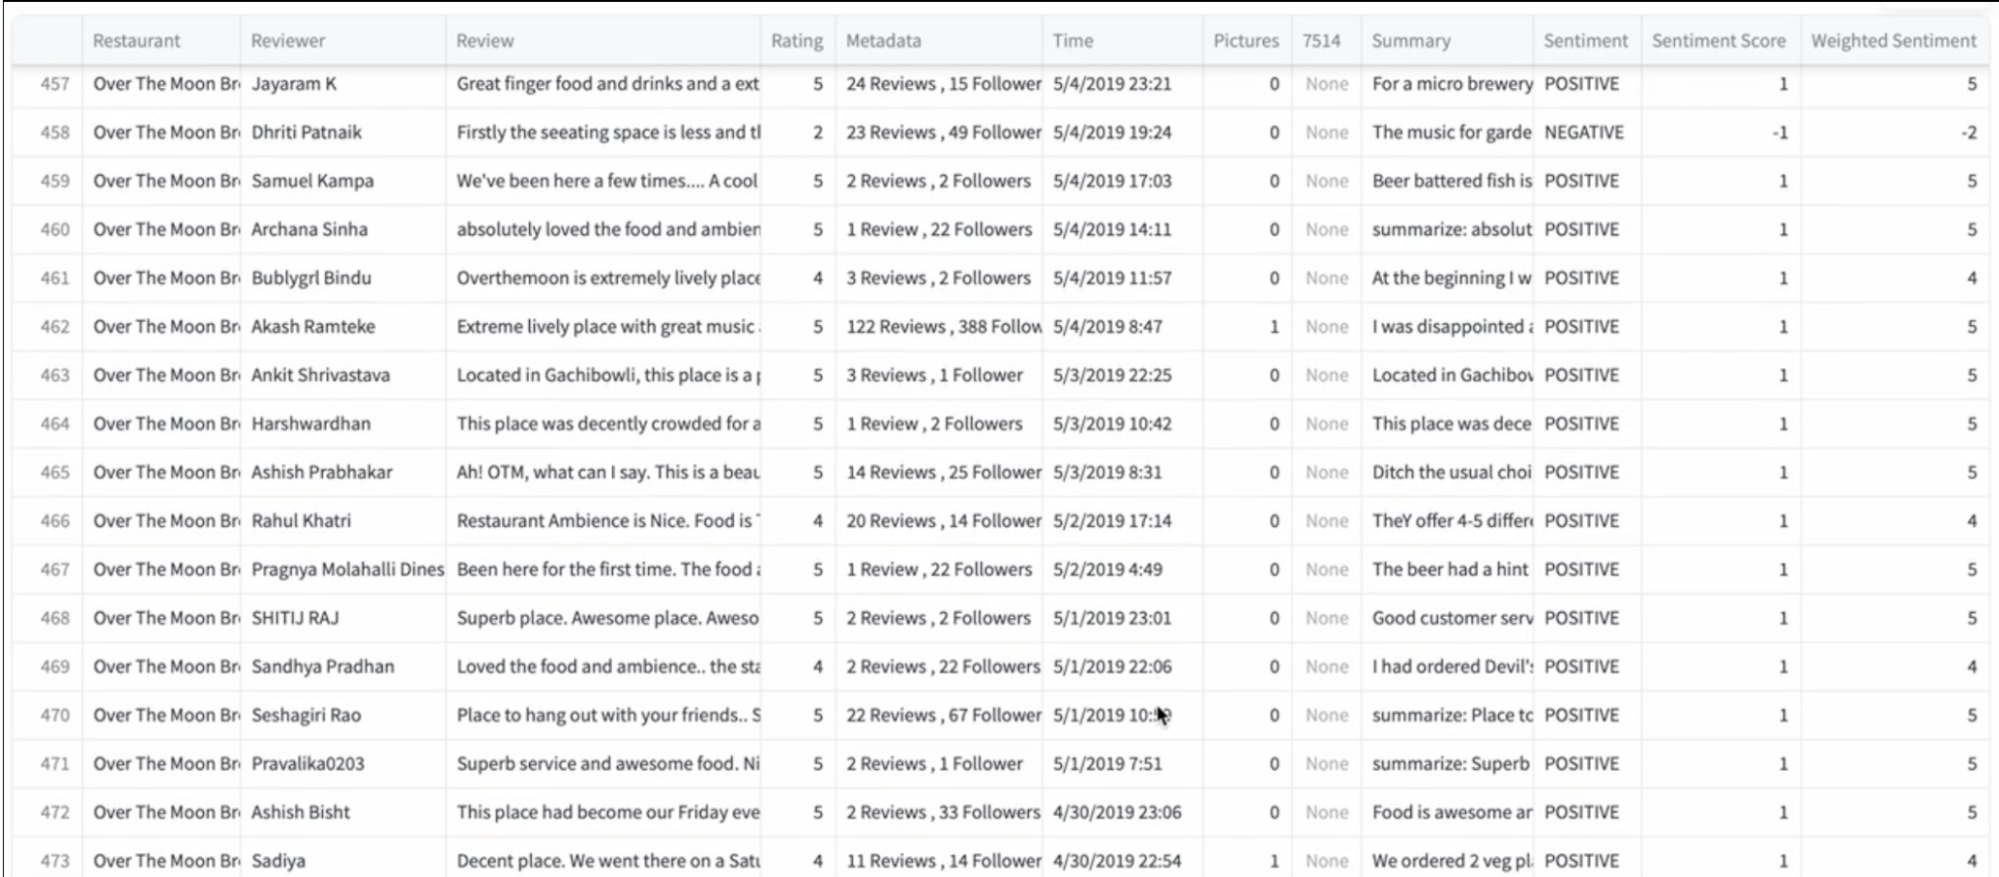 Restaurant Reviewer Review Rating Metadata Time Pictures 7514 Summary Sentiment Sentiment Score Weighted Sentiment
457 Over The Moon Br Jayaram K Great finger food and drinks and a ext 5 24 Reviews , 15 Follower 5/4/2019 23:21 0 None For a micro brewery POSITIVE 1 5
458 Over The Moon Br Dhriti Patnaik Firstly the seeating space is less and 2 23 Reviews , 49 Follower 5/4/2019 19:24 0 None The music for garde NEGATIVE -1 -2
459 Over The Moon Br Samuel Kampa We've been here a few times.... A cool 5 2 Reviews , 2 Followers 5/4/2019 17:03 0 None Beer battered fish is POSITIVE 1 5
460 Over The Moon Br Archana Sinha absolutely loved the food and ambien 5 1 Review , 22 Followers 5/4/2019 14:11 0 None summarize: absolut POSITIVE 1 5
461 Over The Moon Br Bublygrl Bindu Overthemoon is extremely lively place 4 3 Reviews , 2 Followers 5/4/2019 11:57 0 None At the beginning I w POSITIVE 1 4
462 Over The Moon Br Akash Ramteke Extreme lively place with great music 5 122 Reviews , 388 Follow 5/4/2019 8:47 1 None I was disappointed POSITIVE 1 5
463 Over The Moon Br Ankit Shrivastava Located in Gachibowli, this place is a 5 3 Reviews , 1 Follower 5/3/2019 22:25 0 None Located in Gachibov POSITIVE 1 5
464 Over The Moon Br Harshwardhan This place was decently crowded for a 5 1 Review , 2 Followers 5/3/2019 10:42 0 None This place was dece POSITIVE 1 5
465 Over The Moon Br Ashish Prabhakar Ah! OTM, what can I say. This is a beau 5 14 Reviews , 25 Follower 5/3/2019 8:31 0 None Ditch the usual choi POSITIVE 1 5
466 Over The Moon Br Rahul Khatri Restaurant Ambience is Nice. Food is 4 20 Reviews , 14 Follower 5/2/2019 17:14 0 None TheY offer 4-5 differe POSITIVE 1 4
467 Over The Moon Br Pragnya Molahalli Dines Been here for the first time. The food 5 1 Review , 22 Followers 5/2/2019 4:49 0 None The beer had a hint POSITIVE 1 5
468 Over The Moon Br SHITIJ RAJ Superb place. Awesome place. Aweso 5 2 Reviews , 2 Followers 5/1/2019 23:01 0 None Good customer serv POSITIVE 1 5
469 Over The Moon Br Sandhya Pradhan Loved the food and ambience.. the sta 4 2 Reviews , 22 Followers 5/1/2019 22:06 0 None I had ordered Devil's POSITIVE 1 4
470 Over The Moon Br Seshagiri Rao Place to hang out with your friends.. S 5 22 Reviews , 67 Follower 5/1/2019 0 None summarize: Place to POSITIVE 1 5
471 Over The Moon Br Pravalika0203 Superb service and awesome food. Ni 5 2 Reviews , 1 Follower 5/1/2019 7:51 0 None summarize: Superb POSITIVE 1 5
472 Over The Moon Br Ashish Bisht This place had become our Friday eve 5 2 Reviews , 33 Followers 4/30/2019 23:06 0 None Food is awesome ar POSITIVE 1 5
473 Over The Moon Br Sadiya Decent place. We went there on a Satu 4 11 Reviews , 14 Follower 4/30/2019 22:54 1 None We ordered 2 veg pl POSITIVE 1 4